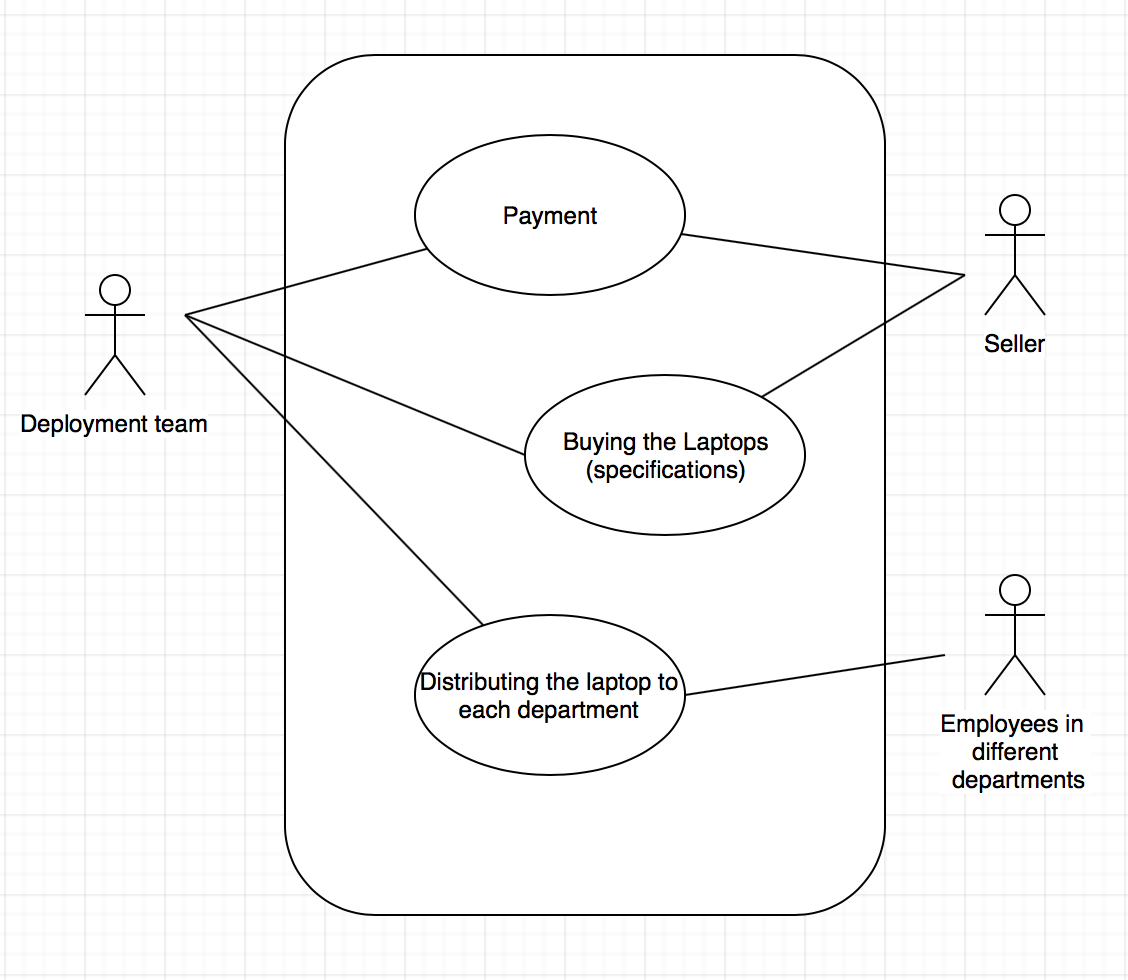 Payment
Seller
Deployment team
Buying the Laptops
(specifications)
Distributing the laptop to
each department
Employees in
different
departments